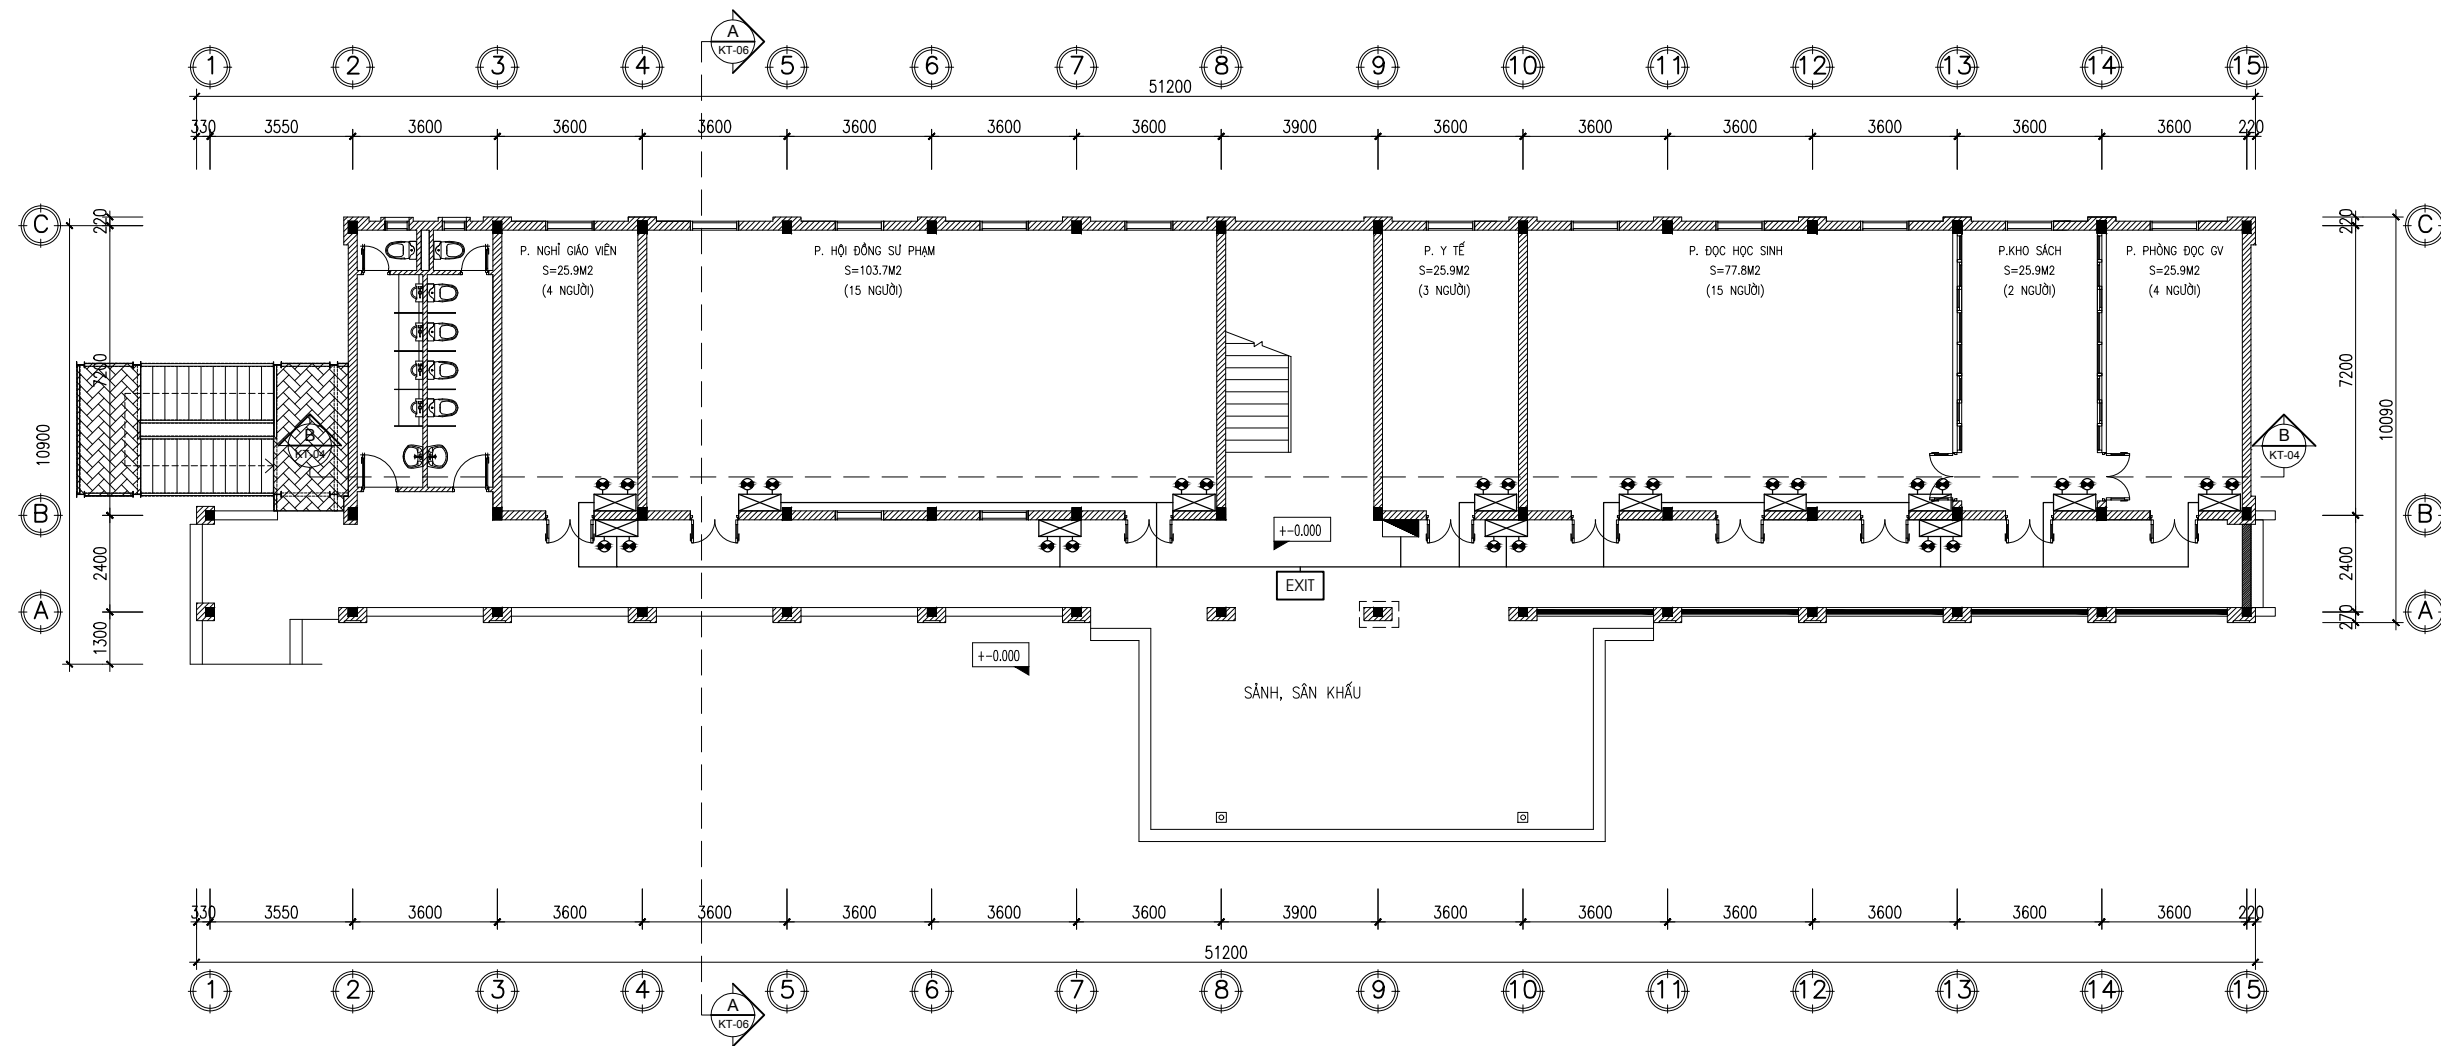 A
KT-06
1 2 3 4 5 6 7 8 9 10 11 12 13 14 15
51200
330 3550 3600 3600 3600 3600 3600 3600 3900 3600 3600 3600 3600 3600 3600 220
C
220
220
C
P. NGHỈ GIÁO VIÊN
S=25.9M2
(4 NGƯỜI)
P. HỘI ĐỒNG SƯ PHẠM
S=103.7M2
(15 NGƯỜI)
P. Y TẾ
S=25.9M2
(3 NGƯỜI)
P. ĐỌC HỌC SINH
S=77.8M2
(15 NGƯỜI)
P.KHO SÁCH
S=25.9M2
(2 NGƯỜI)
P. PHÒNG ĐỌC GV
S=25.9M2
(4 NGƯỜI)
7200
7200
10900
10090
B
KT-04
B
KT-04
B
B
+-0.000
2400
2400
EXIT
A
A
1300
270
+-0.000
SẢNH, SÂN KHẤU
330 3550 3600 3600 3600 3600 3600 3600 3900 3600 3600 3600 3600 3600 3600 220
51200
1 2 3 4 5 6 7 8 9 10 11 12 13 14 15
A
KT-06